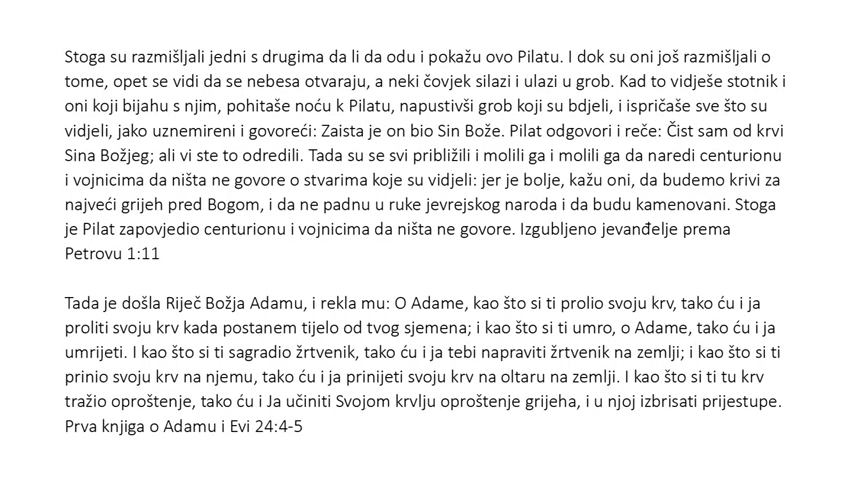 Stoga su razmišljali jedni s drugima da li da odu i pokažu ovo Pilatu. I dok su oni još razmišljali o
tome, opet se vidi da se nebesa otvaraju, a neki čovjek silazi i ulazi u grob. Kad to vidješe stotnik i
oni koji bijahu s njim, pohitaše noću k Pilatu, napustivši grob koji su bdjeli, i ispričaše sve što su
vidjeli, jako uznemireni i govoreći: Zaista je on bio Sin Bože. Pilat odgovori i reče: Čist sam od krvi
Sina Božjeg; ali vi ste to odredili. Tada su se svi približili i molili ga i molili ga da naredi centurionu
i vojnicima da ništa ne govore o stvarima koje su vidjeli: jer je bolje, kažu oni, da budemo krivi za
najveći grijeh pred Bogom, i da ne padnu u ruke jevrejskog naroda i da budu kamenovani. Stoga
je Pilat zapovjedio centurionu i vojnicima da ništa ne govore. Izgubljeno jevanđelje prema
Petrovu 1:11
Tada je došla Riječ Božja Adamu, i rekla mu: O Adame, kao što si ti prolio svoju krv, tako ću i ja
proliti svoju krv kada postanem tijelo od tvog sjemena; i kao što si ti umro, o Adame, tako ću i ja
umrijeti. I kao što si ti sagradio žrtvenik, tako ću i ja tebi napraviti žrtvenik na zemlji; i kao što si ti
prinio svoju krv na njemu, tako ću i ja prinijeti svoju krv na oltaru na zemlji. I kao što si ti tu krv
tražio oproštenje, tako ću i Ja učiniti Svojom krvlju oproštenje grijeha, i u njoj izbrisati prijestupe.
Prva knjiga o Adamu i Evi 24:4-5